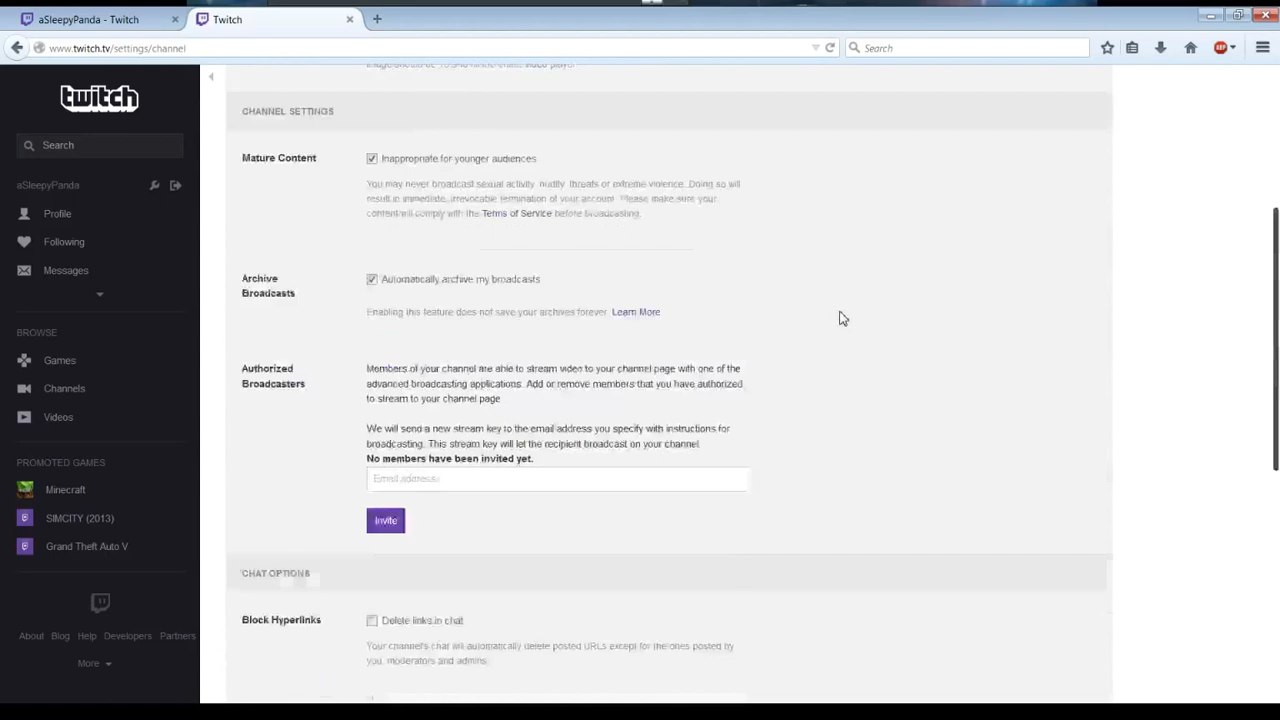 aSleepyPanda - Twitch
Twitch
www.twitch.tv/settings/channel
Search
twitch
Search
aSleepyPanda
Profile
Following
Messages
BROWSE
Games
Channels
Videos
PROMOTED GAMES
Minecraft
SIMCITY (2013)
Grand Theft Auto V
About Blog Help Developers Partners
More
video player
CHANNEL SETTINGS
Mature Content
Inappropriate for younger audiences
You may never broadcast sexual activity, nudity, threats or extreme violence. Doing so will
result in immediate, irrevocable termination of your account. Please make sure your
content will comply with the Terms of Service before broadcasting.
Archive
Broadcasts
Automatically archive my broadcasts
Enabling this feature does not save your archives forever. Learn More
Authorized
Broadcasters
Members of your channel are able to stream video to your channel page with one of the
advanced broadcasting applications. Add or remove members that you have authorized
to stream to your channel page
We will send a new stream key to the email address you specify with instructions for
broadcasting. This stream key will let the recipient broadcast on your channel.
No members have been invited yet.
Email address
Invite
CHAT OPTIONS
Block Hyperlinks
Delete links in chat
Your channel's chat will automatically delete posted URLs except for the ones posted by
you, moderators and admins.